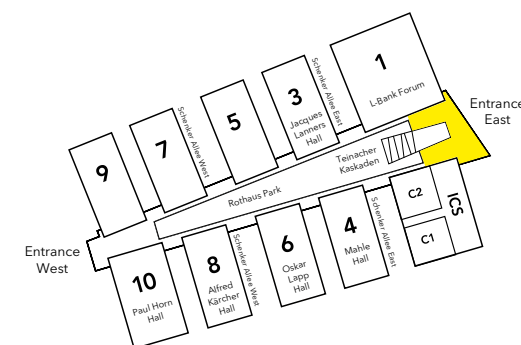 1
L-Bank Forum
Entrance
East
3
Jacques
Lanners
Hall
Schenker Allee East
5
Schenker Allee West
7
9
Teinacher
Kaskaden
Rothaus Park
Entrance
West
10
Paul Horn
Hall
8
Alfred
Kärcher
Hall
Schenker Allee West
6
Oskar
Lapp
Hall
4
Mahle
Hall
Schenker Allee East
C2
C1
ICS